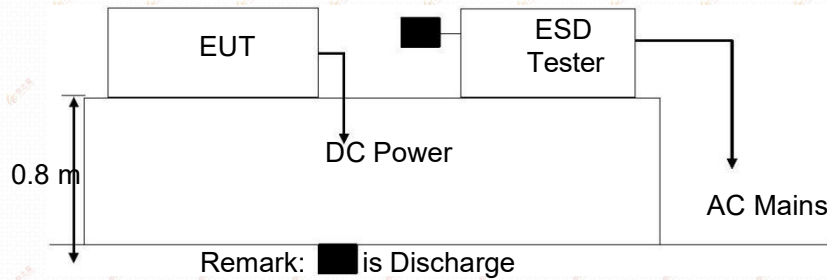 EUT
ESD
Tester
DC Power
0.8 m
AC Mains
Remark: is Discharge